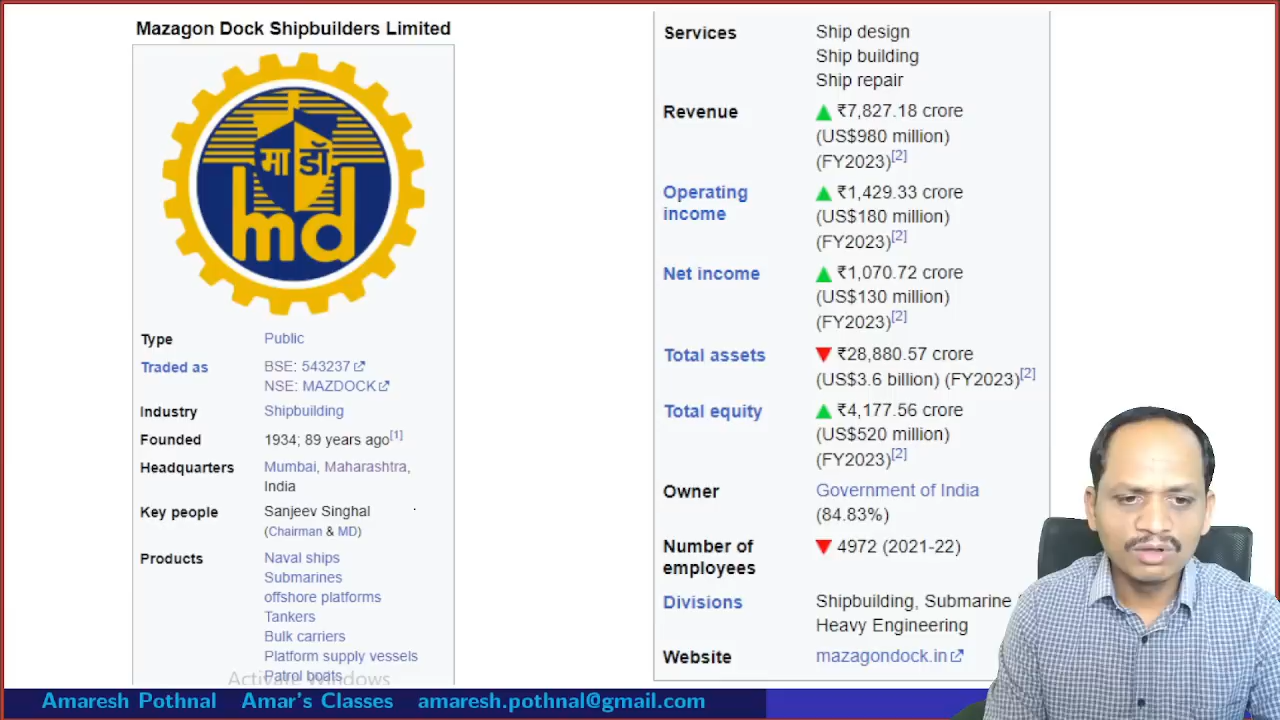 Mazagon Dock Shipbuilders Limited
मा डॉ
md
Type Public
Traded as BSE: 543237
NSE: MAZDOCK
Industry Shipbuilding
Founded 1934; 89 years ago[1]
Headquarters Mumbai, Maharashtra,
India
Key people Sanjeev Singhal
(Chairman & MD)
Products Naval ships
Submarines
offshore platforms
Tankers
Bulk carriers
Platform supply vessels
Patrol boats
Activate Windows
Services Ship design
Ship building
Ship repair
Revenue ▲ ₹7,827.18 crore
(US$980 million)
(FY2023)[2]
Operating ▲ ₹1,429.33 crore
income (US$180 million)
(FY2023)[2]
Net income ▲ ₹1,070.72 crore
(US$130 million)
(FY2023)[2]
Total assets ▼ ₹28,880.57 crore
(US$3.6 billion) (FY2023)[2]
Total equity ▲ ₹4,177.56 crore
(US$520 million)
(FY2023)[2]
Owner Government of India
(84.83%)
Number of ▼ 4972 (2021-22)
employees
Divisions Shipbuilding, Submarine
Heavy Engineering
Website mazagondock.in
Amaresh Pothnal Amar's Classes amaresh.pothnal@gmail.com